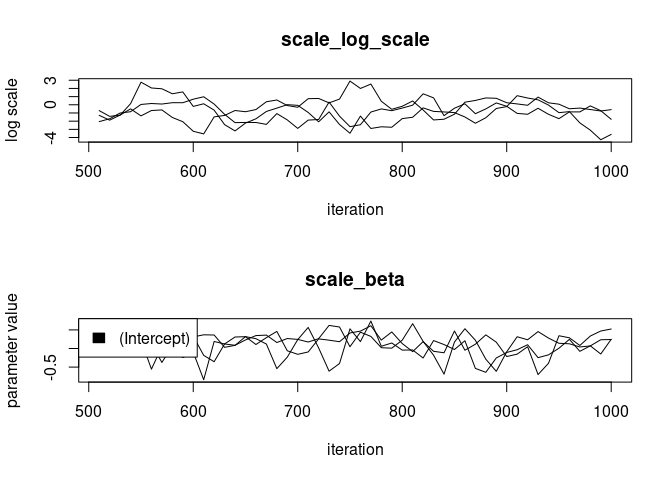 scale_log_scale
log scale
3
0
-4
500 600 700 800 900 1000
iteration
scale_beta
parameter value
(Intercept)
-0.5
500 600 700 800 900 1000
iteration